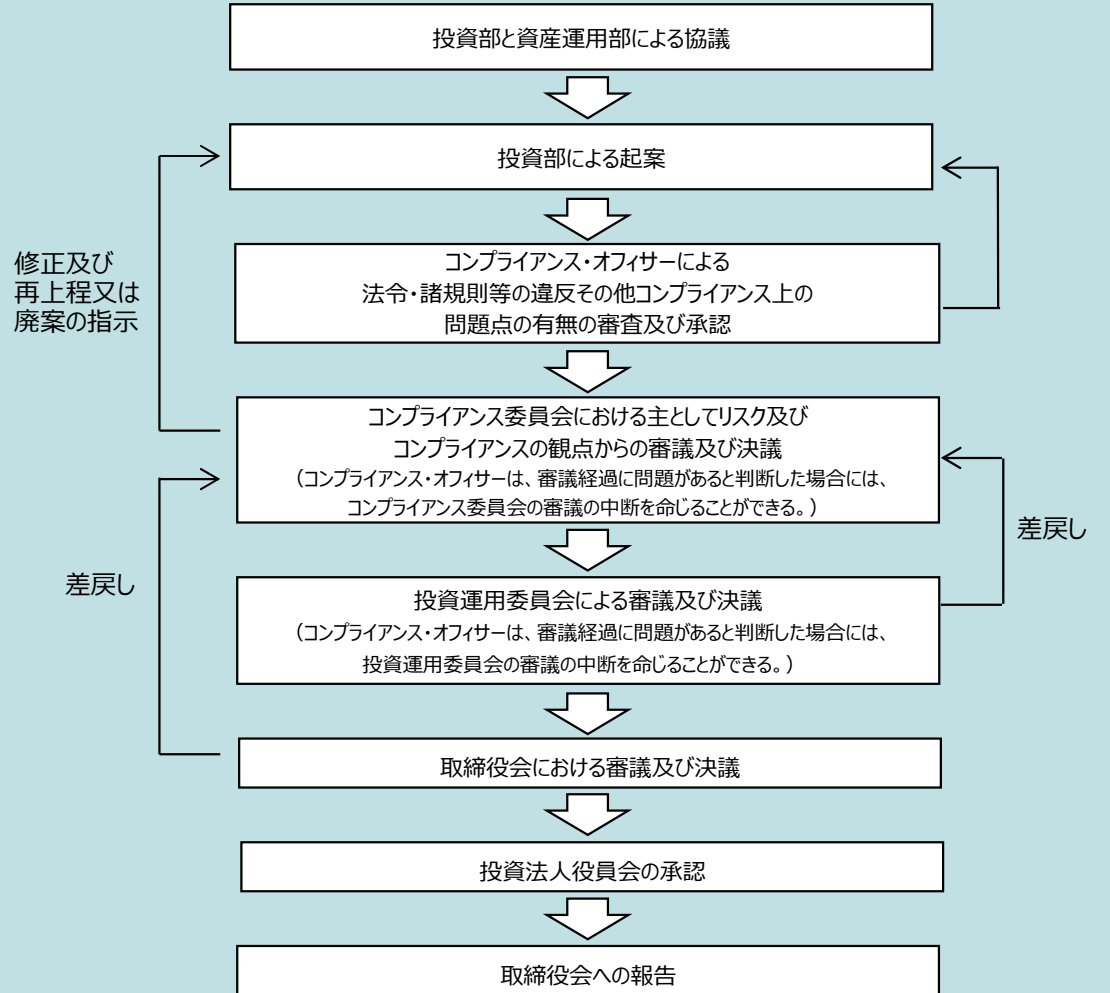 投資部と資産運用部による協議
投資部による起案
修正及び
再上程又は
廃案の指示
コンプライアンス・オフィサーによる
法令・諸規則等の違反その他コンプライアンス上の
問題点の有無の審査及び承認
コンプライアンス委員会における主としてリスク及び
コンプライアンスの観点からの審議及び決議
（コンプライアンス・オフィサーは、審議経過に問題があると判断した場合には、
コンプライアンス委員会の審議の中断を命じることができる。）
差戻し
差戻し
投資運用委員会による審議及び決議
（コンプライアンス・オフィサーは、審議経過に問題があると判断した場合には、
投資運用委員会の審議の中断を命じることができる。）
取締役会における審議及び決議
投資法人役員会の承認
取締役会への報告